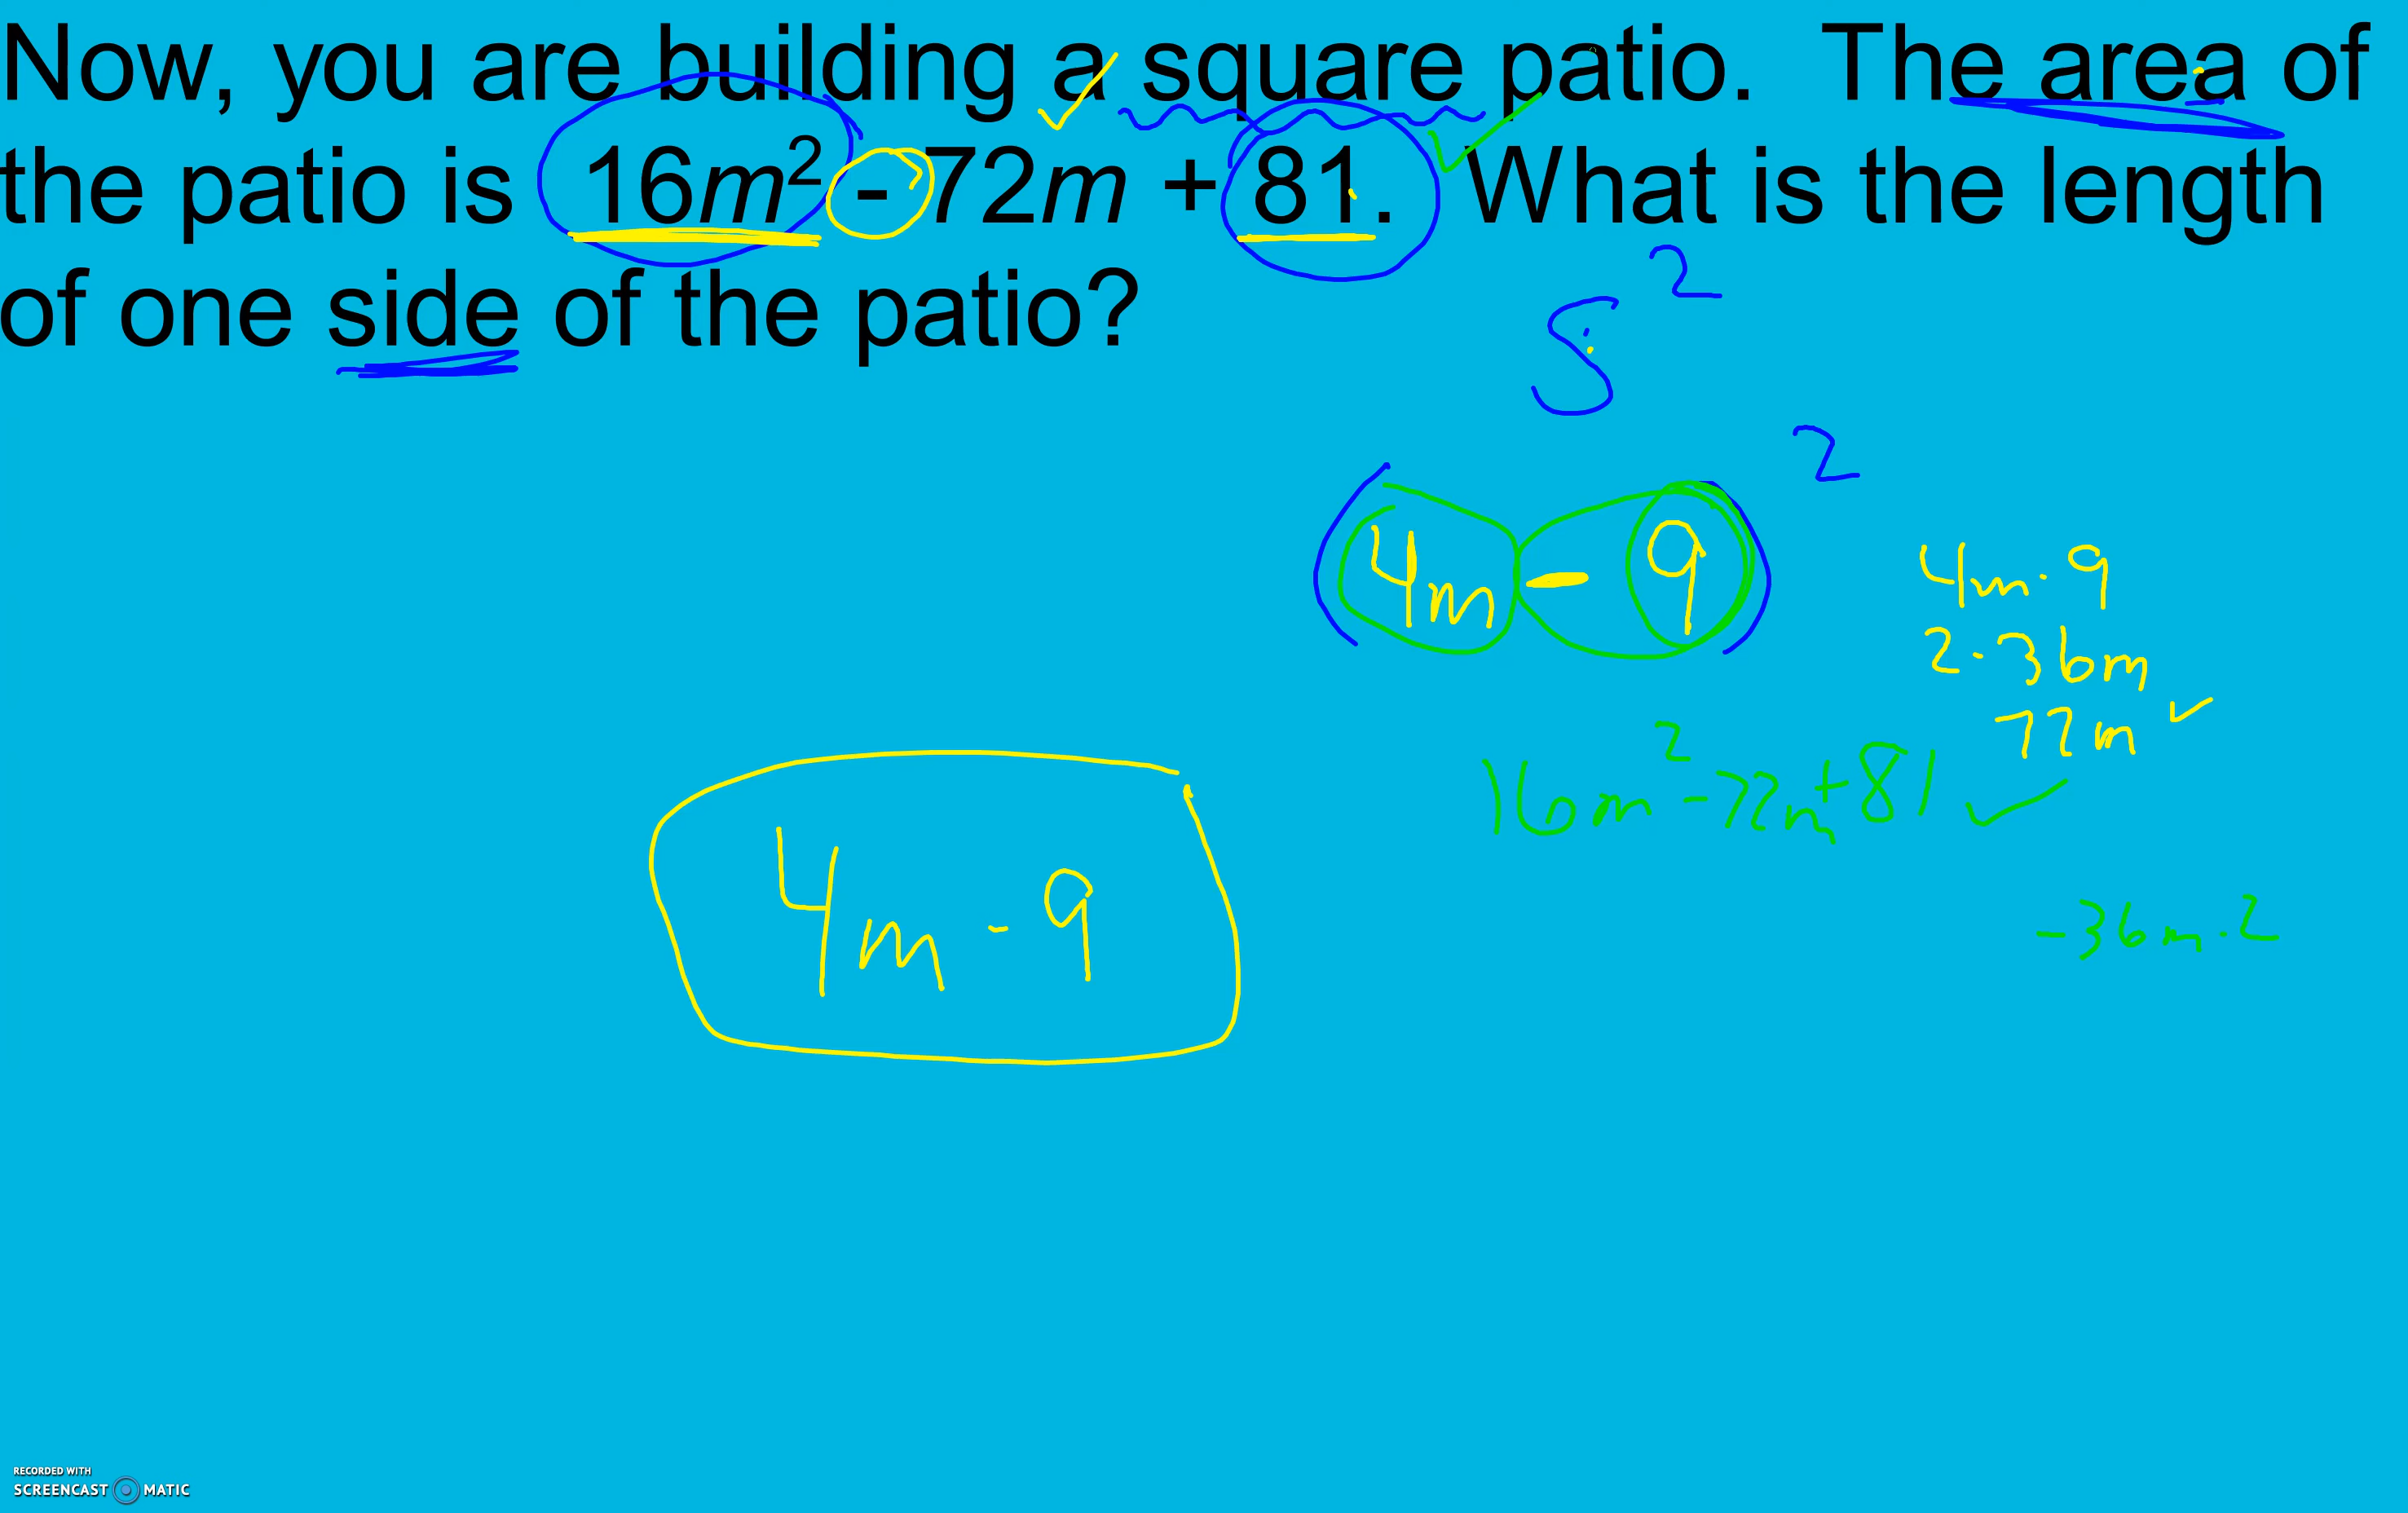 Now, you are building a square patio. The area of
the patio is 16m² - 72m + 81. What is the length
of one side of the patio?
S²
(4m - 9)²
4m · 9
2 · 36m
72m ✓
16m² - 72m + 81 ✓
4m - 9
-36m · 2
RECORDED WITH
SCREENCAST MATIC